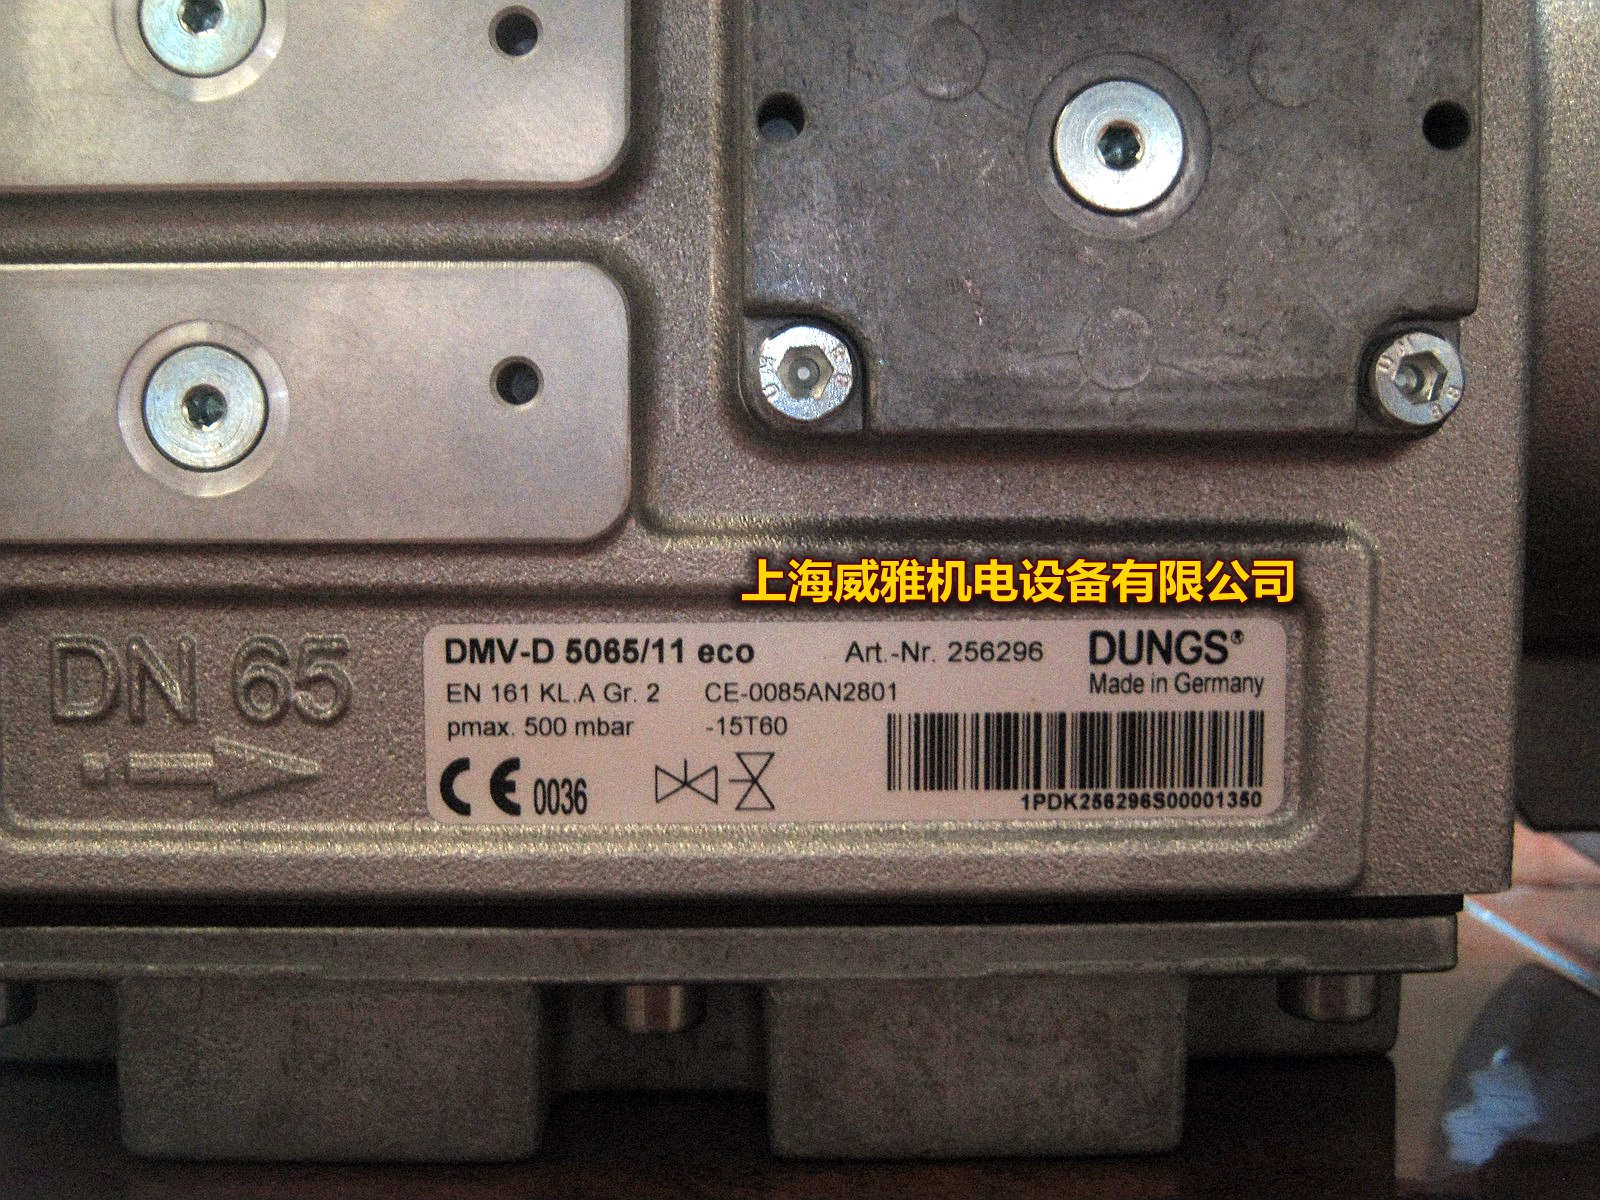 上海威雅机电设备有限公司
DN 65
DMV-D 5065/11 eco Art.-Nr. 256296 DUNGS®
Made in Germany
EN 161 KL.A Gr. 2 CE-0085AN2801
pmax. 500 mbar -15T60
CE 0036
1PDK256296S00001350